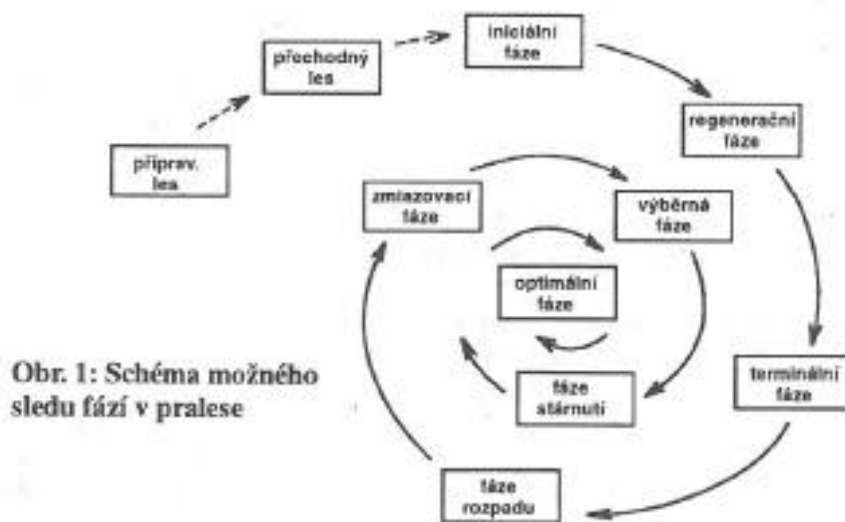 iniciální
fáze
přechodný
les
regenerační
fáze
příprav.
les
zmlazovací
fáze
výběrná
fáze
optimální
fáze
Obr. 1: Schéma možného
sledu fází v pralese
fáze
stárnutí
terminální
fáze
fáze
rozpadu